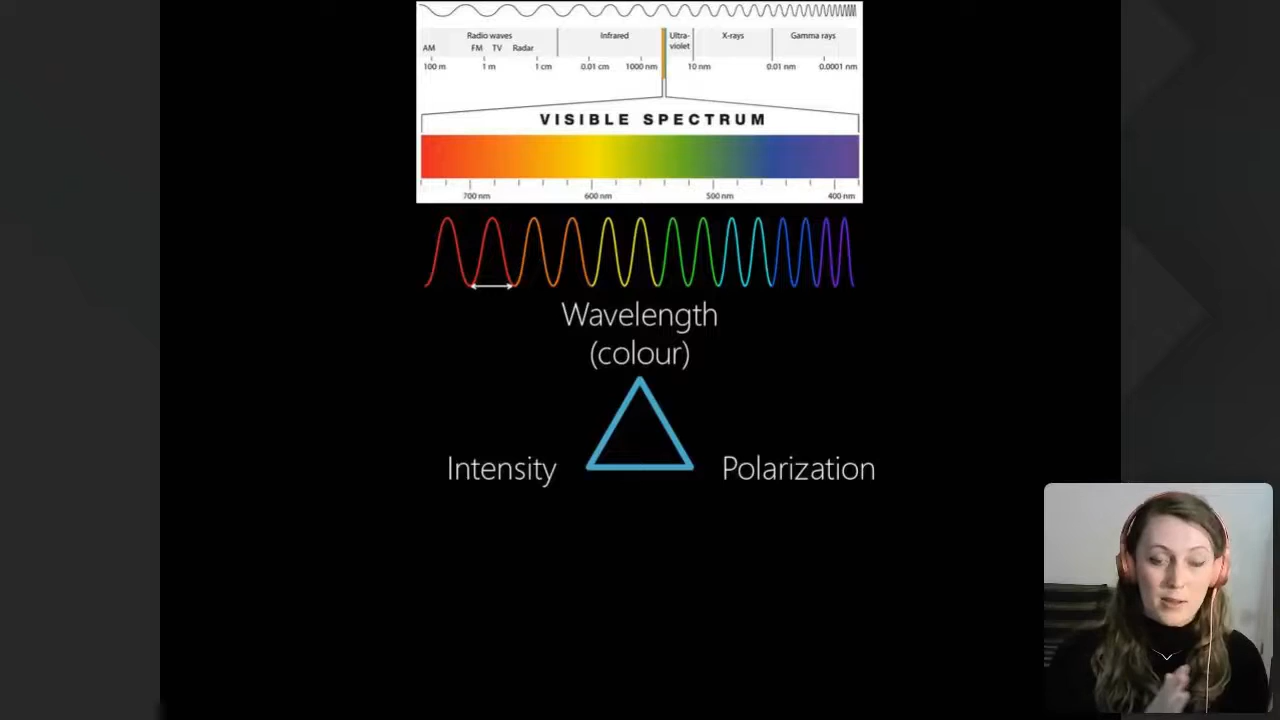 Radio waves Infrared Ultra-violet X-rays Gamma rays
AM FM TV Radar
100 m 1 m 1 cm 0.01 cm 1000 nm 10 nm 0.01 nm 0.0001 nm
VISIBLE SPECTRUM
700 nm 600 nm 500 nm 400 nm
Wavelength
(colour)
Intensity Polarization